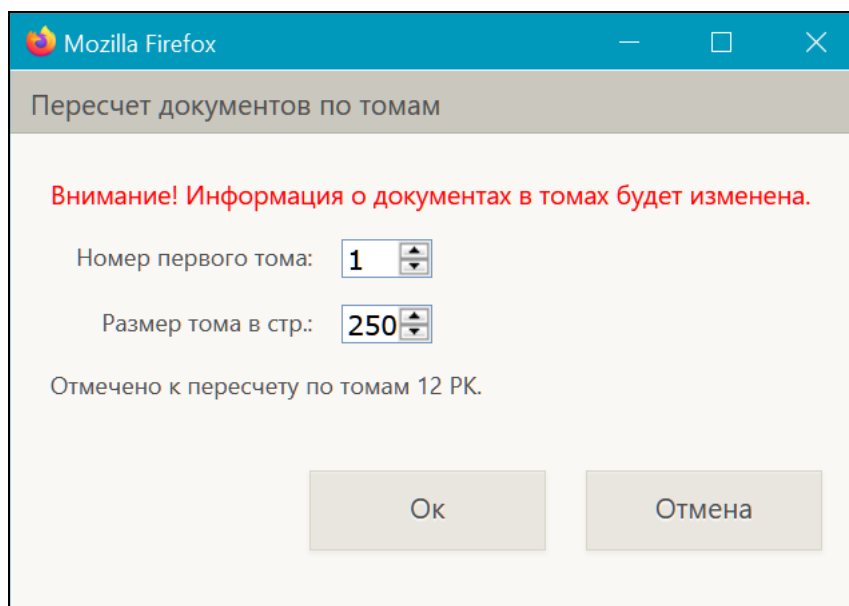 Mozilla Firefox
Пересчет документов по томам
Внимание! Информация о документах в томах будет изменена.
Номер первого тома: 1
Размер тома в стр.: 250
Отмечено к пересчету по томам 12 РК.
Ок Отмена